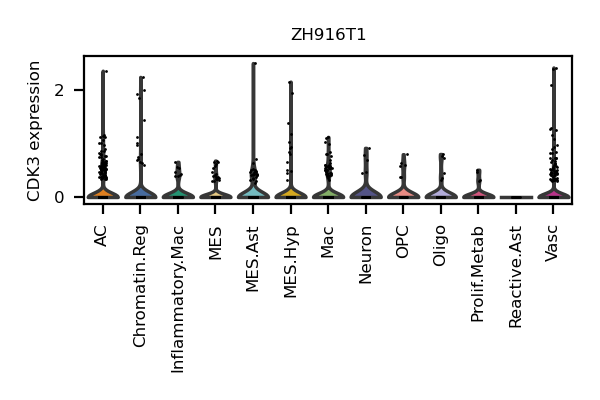 ZH916T1
CDK3 expression
2
0
AC
Chromatin.Reg
Inflammatory.Mac
MES
MES.Ast
MES.Hyp
Mac
Neuron
OPC
Oligo
Prolif.Metab
Reactive.Ast
Vasc